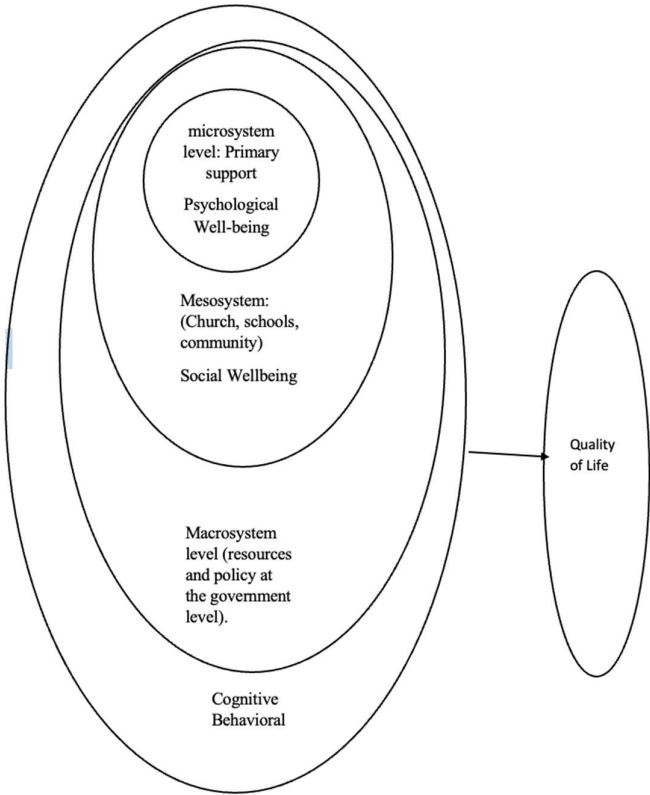 microsystem
level: Primary
support
Psychological
Well-being
Mesosystem:
(Church, schools,
community)
Social Wellbeing
Quality
of Life
Macrosystem
level (resources
and policy at
the government
level).
Cognitive
Behavioral